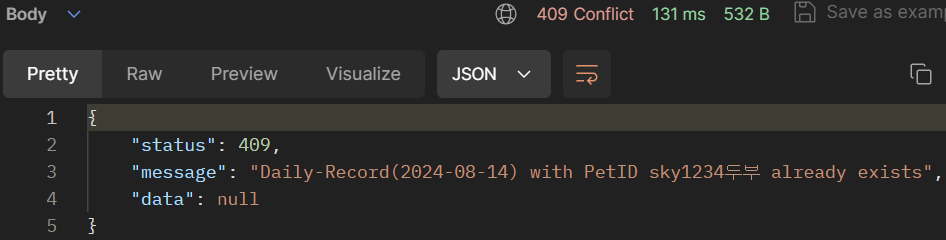 Body 409 Conflict 131 ms 532 B Save as examp
Pretty Raw Preview Visualize JSON
1 {
2 "status": 409,
3 "message": "Daily-Record(2024-08-14) with PetID sky1234두부 already exists",
4 "data": null
5 }